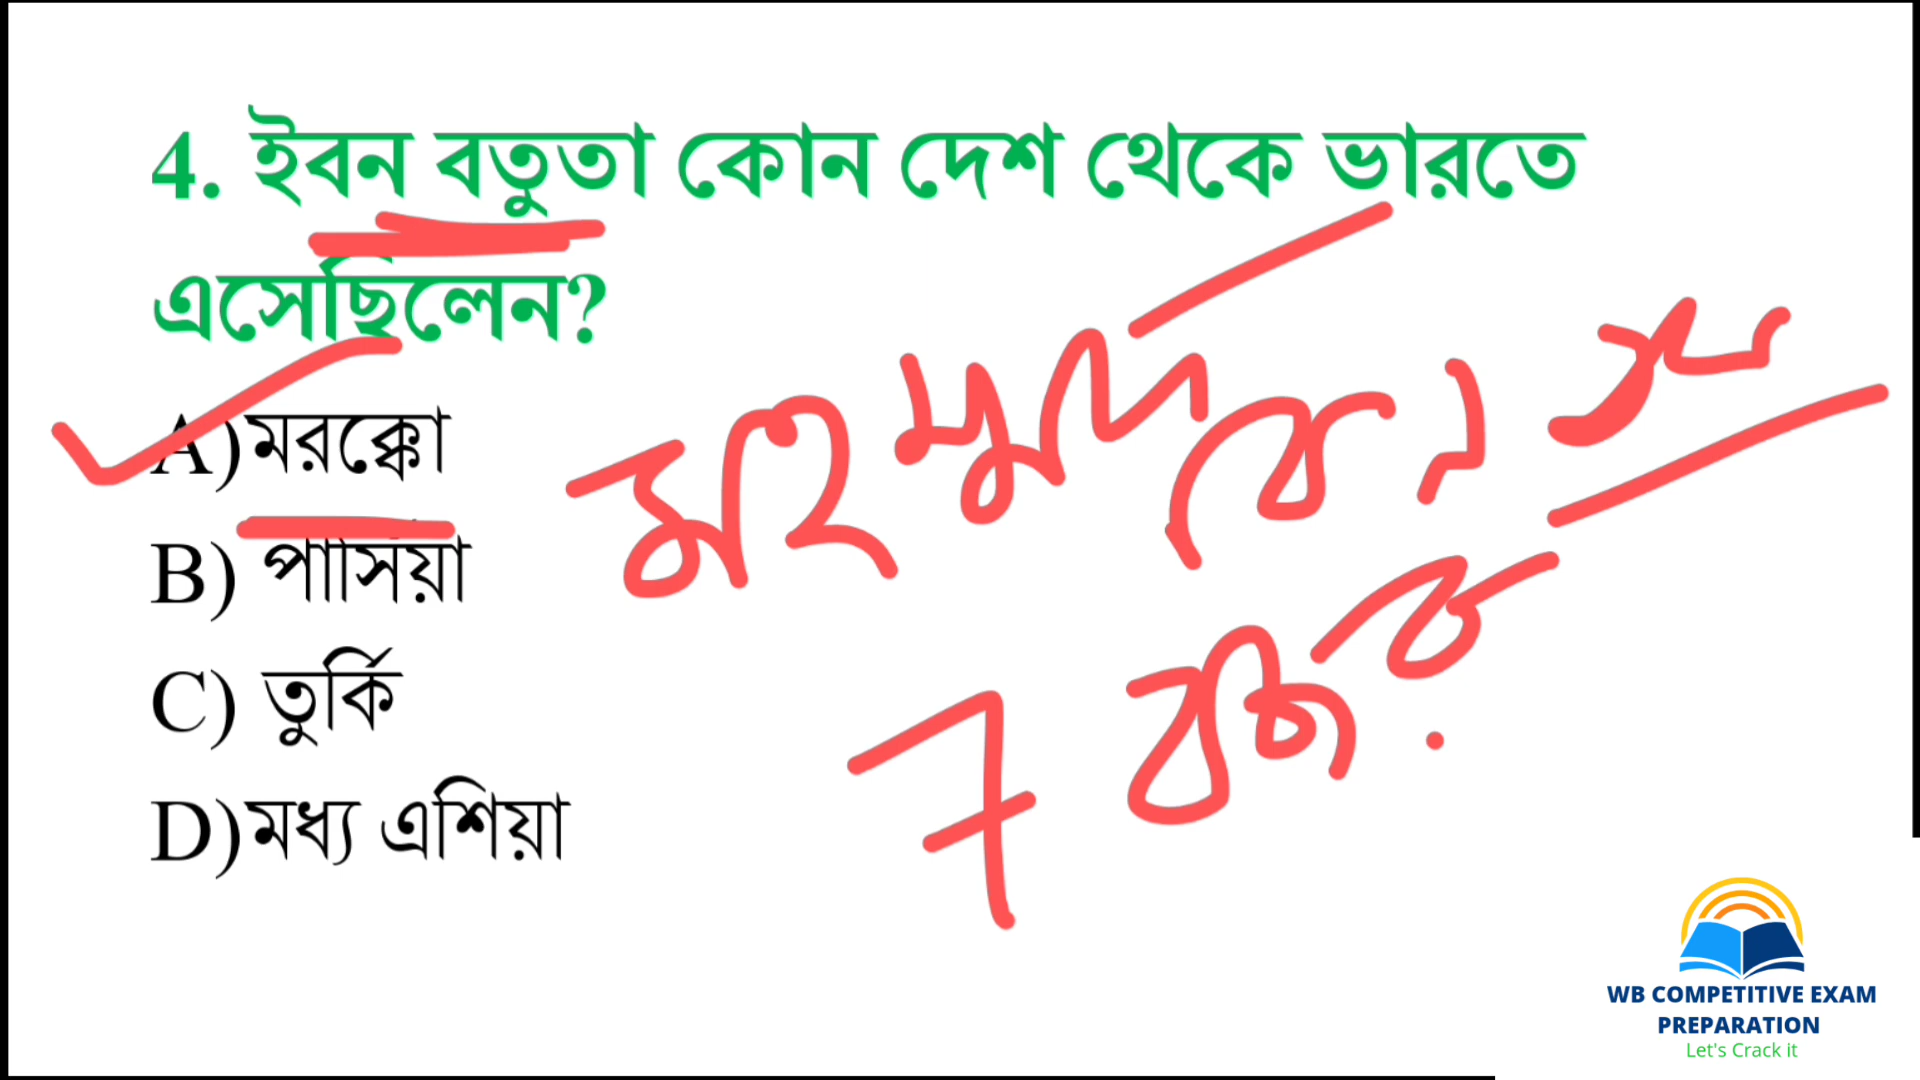 4. ইবন বতুতা কোন দেশ থেকে ভারতে
এসেছিলেন?
A)মরক্কো
B) পার্সিয়া
C) তুর্কি
D)মধ্য এশিয়া
মহম্মদ বিন
7 বছর
WB COMPETITIVE EXAM
PREPARATION
Let's Crack it